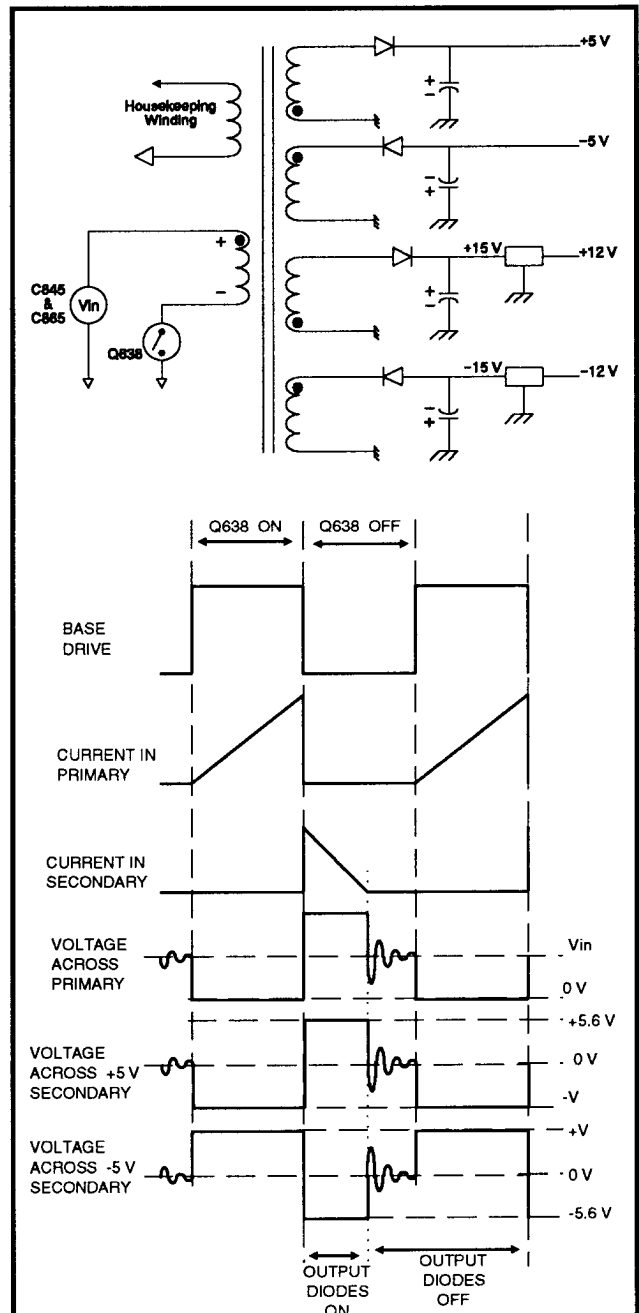 +5 V
Housekeeping
Winding
-5 V
+15 V
+12 V
C845
&
C865
Vin
Q638
-15 V
-12 V
Q638 ON
Q638 OFF
BASE
DRIVE
CURRENT IN
PRIMARY
CURRENT IN
SECONDARY
VOLTAGE
ACROSS
PRIMARY
Vin
0 V
VOLTAGE
ACROSS +5 V
SECONDARY
+5.6 V
0 V
-V
VOLTAGE
ACROSS -5 V
SECONDARY
+V
0 V
-5.6 V
OUTPUT
DIODES
ON
OUTPUT
DIODES
OFF